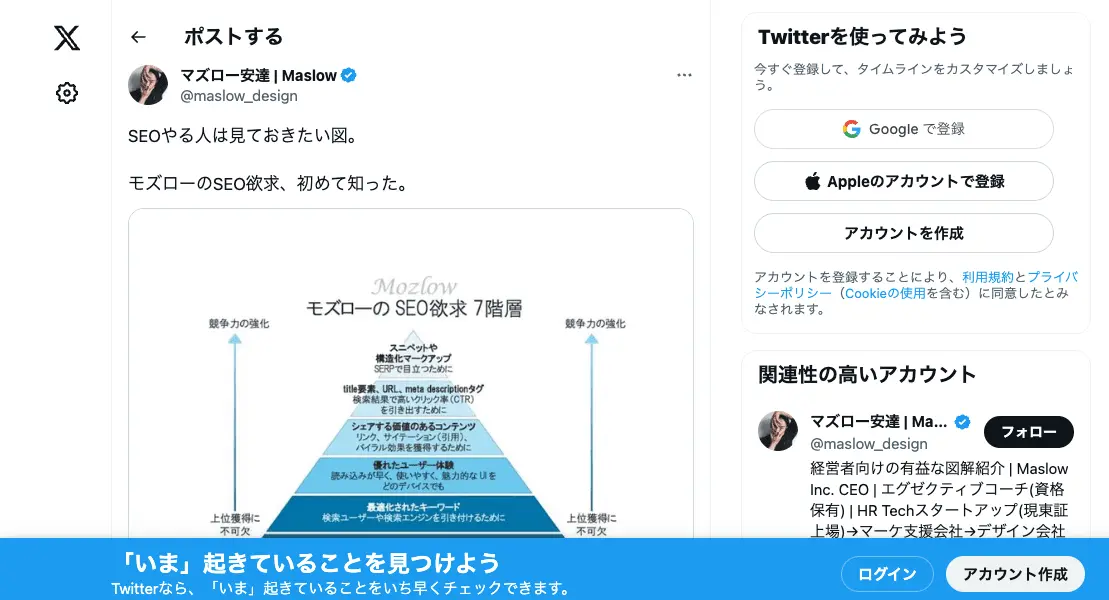 ポストする
マズロー安達 | Maslow
@maslow_design
SEOやる人は見ておきたい図。
モズローのSEO欲求、初めて知った。
Mozlow
モズローの SEO欲求 7階層
競争力の強化
競争力の強化
スニペットや
構造化マークアップ
SERPで目立つために
title要素、URL、meta descriptionタグ
検索結果で高いクリック率(CTR)
を引き出すために
シェアする価値のあるコンテンツ
リンク、サイテーション(引用)、
バイラル効果を獲得するために
優れたユーザー体験
読み込みが早く、使いやすく、魅力的なUIを
どのデバイスでも
最適化されたキーワード
検索ユーザーや検索エンジンを引き付けるために
上位獲得に
不可欠
上位獲得に
不可欠
Twitterを使ってみよう
今すぐ登録して、タイムラインをカスタマイズしましょ
う。
Google で登録
Appleのアカウントで登録
アカウントを作成
アカウントを登録することにより、利用規約とプライバ
シーポリシー（Cookieの使用を含む）に同意したとみ
なされます。
関連性の高いアカウント
マズロー安達 | Ma...
@maslow_design
フォロー
経営者向けの有益な図解紹介 | Maslow
Inc. CEO | エグゼクティブコーチ(資格
保有) | HR Techスタートアップ(現東証
上場)→マーケ支援会社→デザイン会社
「いま」起きていることを見つけよう
Twitterなら、「いま」起きていることをいち早くチェックできます。
ログイン
アカウント作成